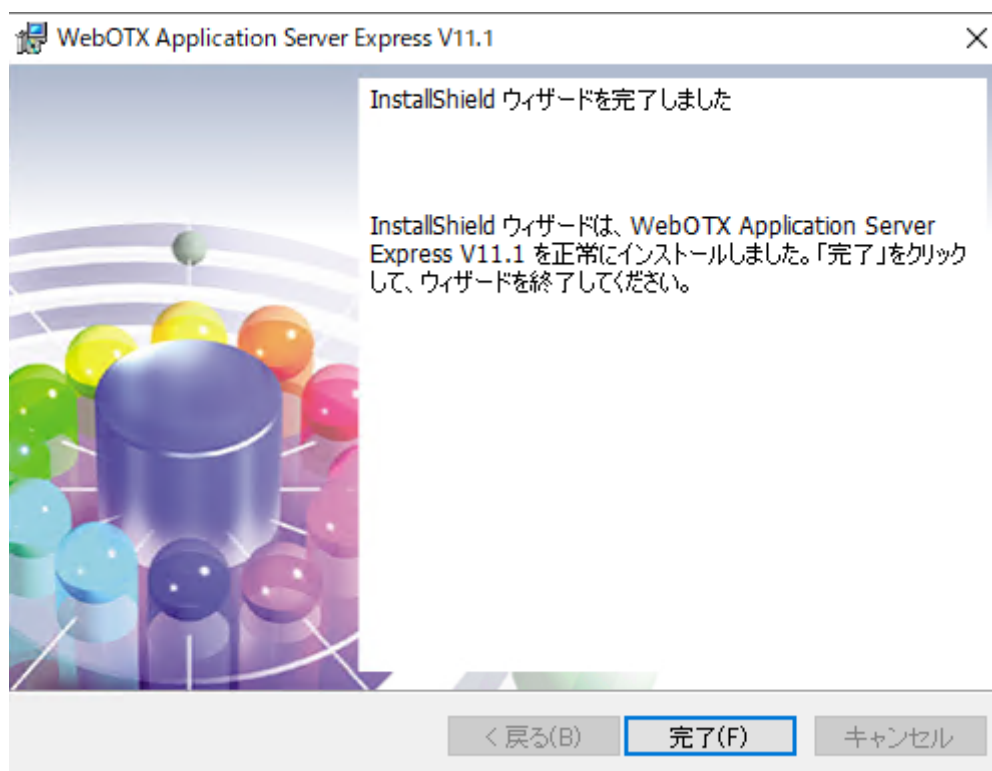 WebOTX Application Server Express V11.1
InstallShield ウィザードを完了しました
InstallShield ウィザードは、WebOTX Application Server
Express V11.1 を正常にインストールしました。「完了」をクリック
して、ウィザードを終了してください。
< 戻る(B)
完了(F)
キャンセル